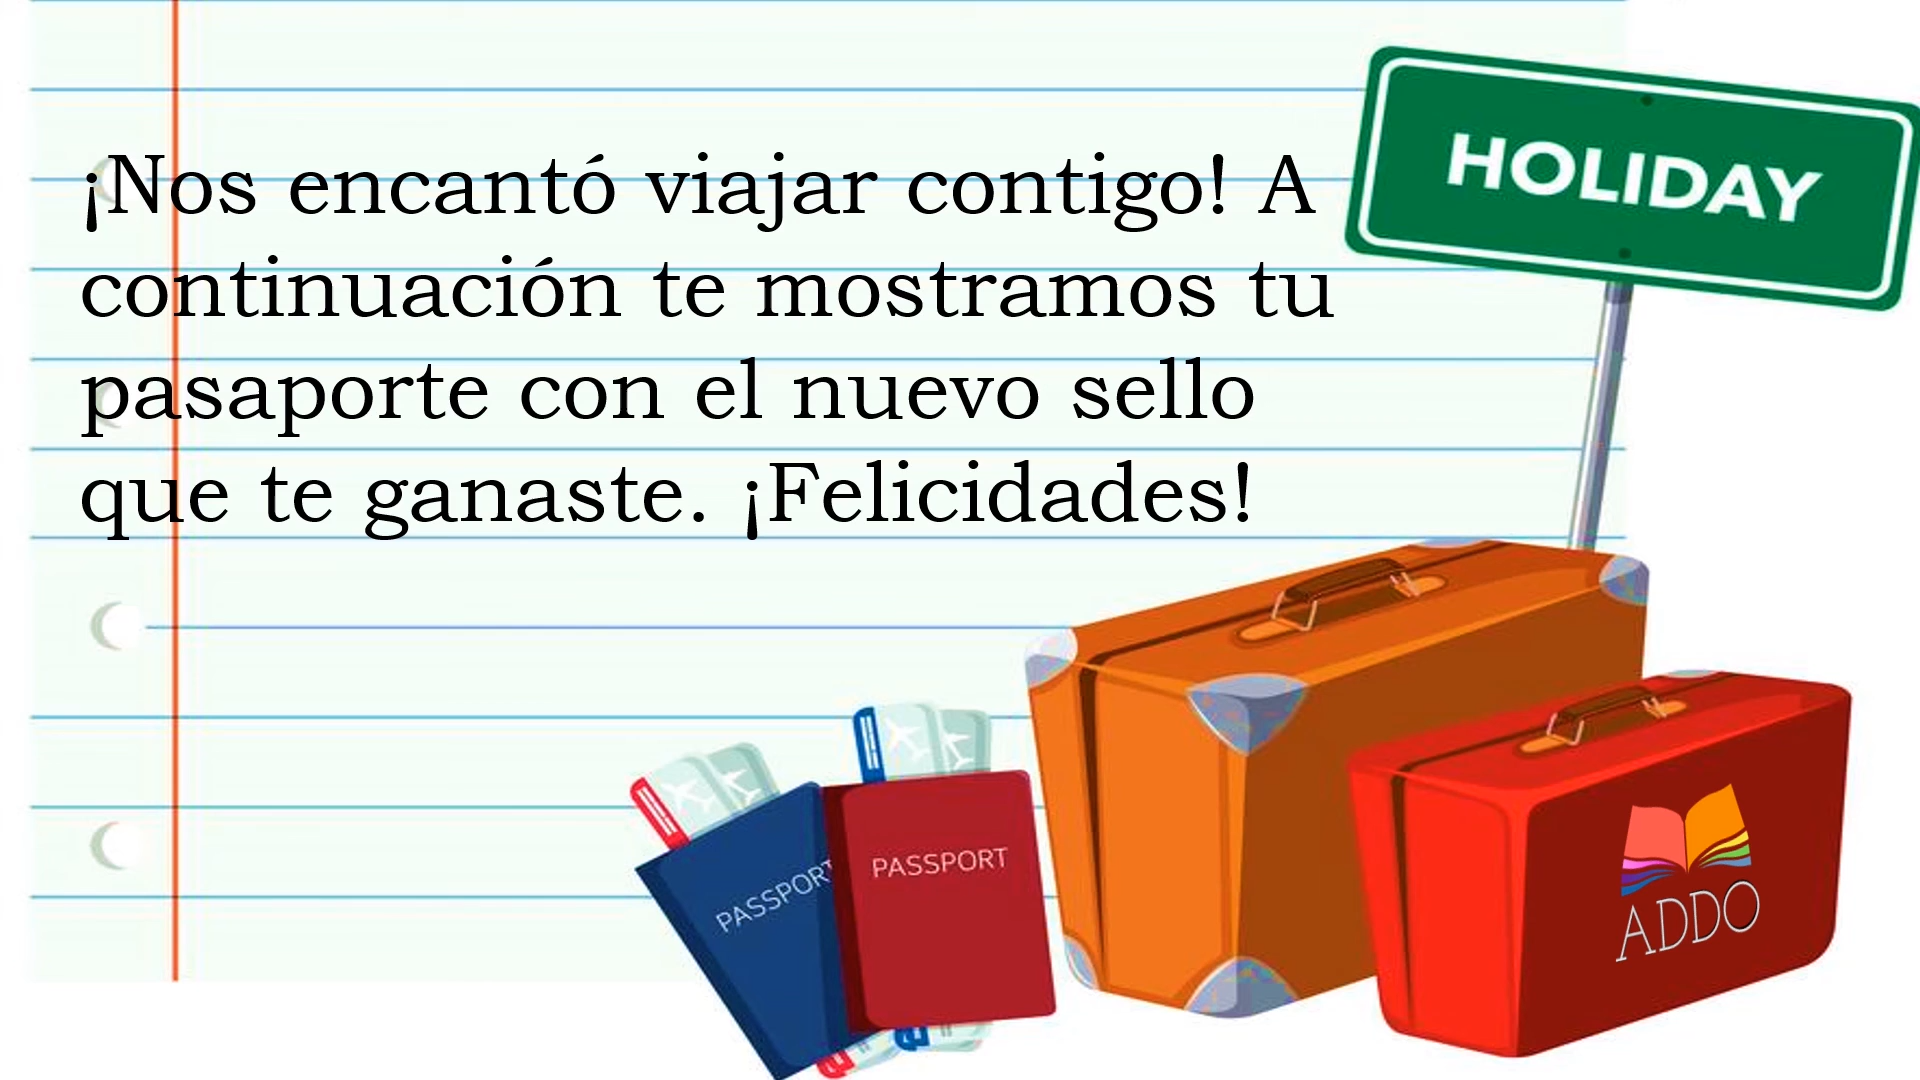 ¡Nos encantó viajar contigo! A
continuación te mostramos tu
pasaporte con el nuevo sello
que te ganaste. ¡Felicidades!
HOLIDAY
PASSPORT
PASSPORT
ADDO